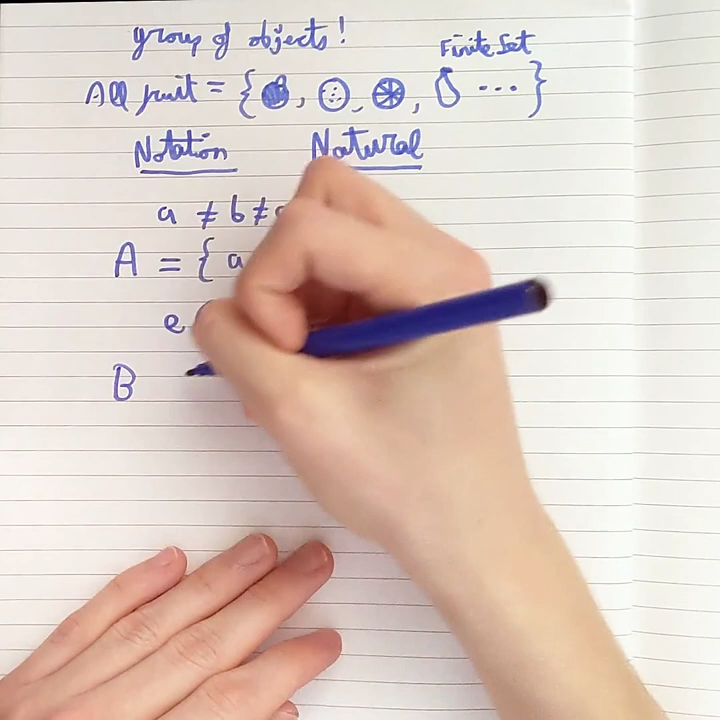 group of objects!
Finite Set
All fruit = { , , , ... }
Notation Natural
a ≠ b ≠
A = { a
e
B